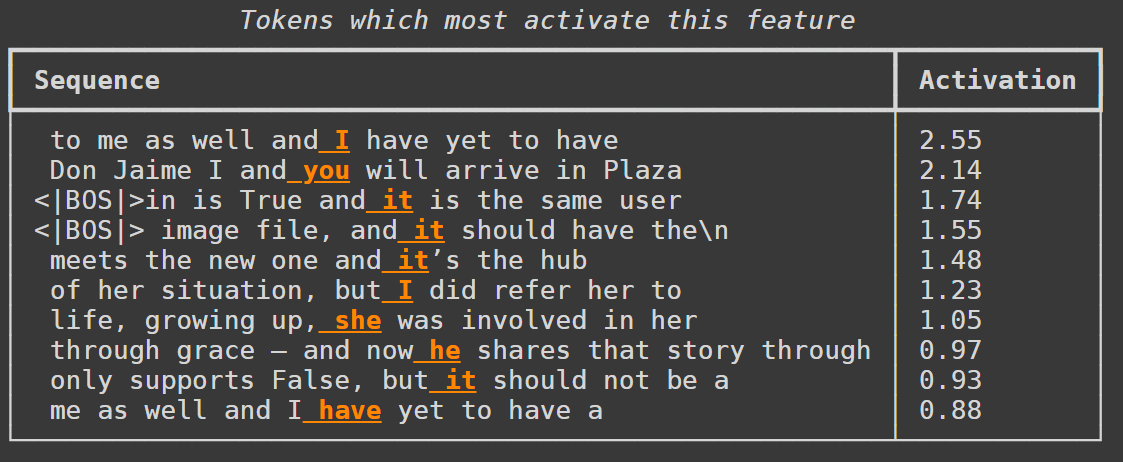 Tokens which most activate this feature
Sequence Activation
to me as well and I have yet to have 2.55
Don Jaime I and you will arrive in Plaza 2.14
<|BOS|>in is True and it is the same user 1.74
<|BOS|> image file, and it should have the\n 1.55
meets the new one and it’s the hub 1.48
of her situation, but I did refer her to 1.23
life, growing up, she was involved in her 1.05
through grace – and now he shares that story through 0.97
only supports False, but it should not be a 0.93
me as well and I have yet to have a 0.88